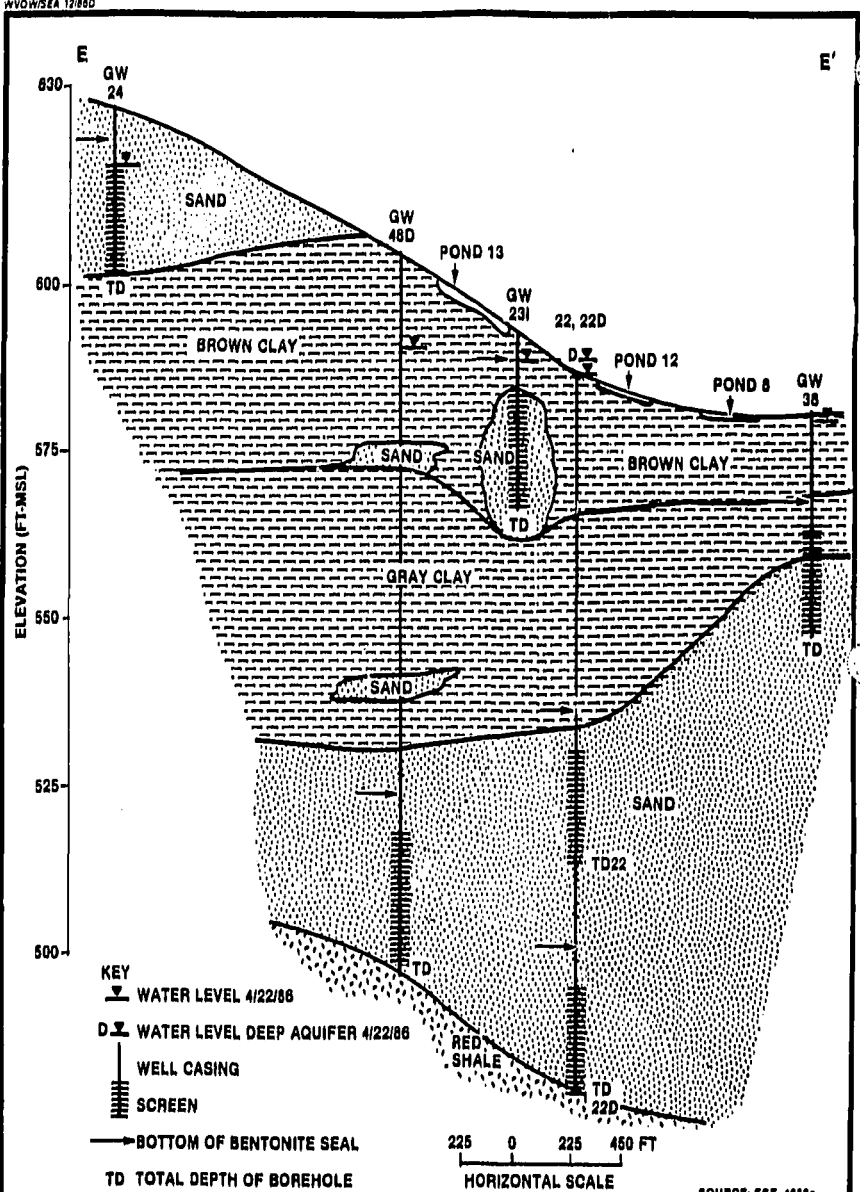 WVOW/SEA 12/86D
E
E'
GW
24
GW
48D
POND 13
GW
23I
22, 22D
D
POND 12
POND 8
GW
38
630
600
575
550
525
500
ELEVATION (FT-MSL)
SAND
TD
BROWN CLAY
SAND
SAND
BROWN CLAY
TD
GRAY CLAY
TD
SAND
SAND
TD22
TD
RED
SHALE
TD
22D
KEY
WATER LEVEL 4/22/86
D WATER LEVEL DEEP AQUIFER 4/22/86
WELL CASING
SCREEN
BOTTOM OF BENTONITE SEAL
TD TOTAL DEPTH OF BOREHOLE
225 0 225 450 FT
HORIZONTAL SCALE